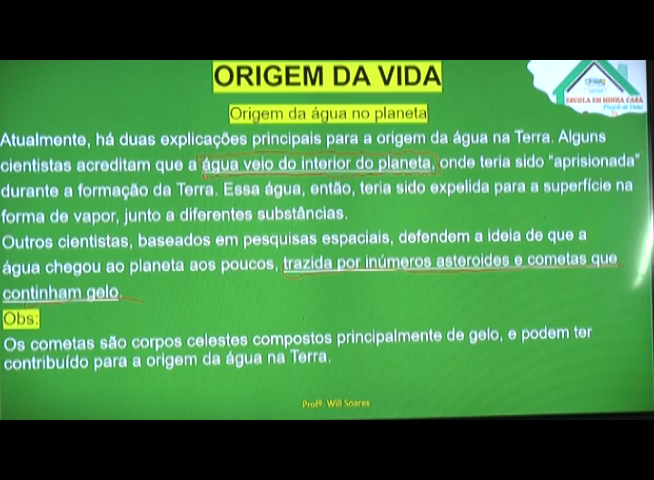 ORIGEM DA VIDA
Origem da água no planeta
ESCOLA EM MINHA CASA
Atualmente, há duas explicações principais para a origem da água na Terra. Alguns
cientistas acreditam que a água veio do interior do planeta, onde teria sido "aprisionada"
durante a formação da Terra. Essa água, então, teria sido expelida para a superfície na
forma de vapor, junto a diferentes substâncias.
Outros cientistas, baseados em pesquisas espaciais, defendem a ideia de que a
água chegou ao planeta aos poucos, trazida por inúmeros asteroides e cometas que
continham gelo.
Obs:
Os cometas são corpos celestes compostos principalmente de gelo, e podem ter
contribuído para a origem da água na Terra.
Profº. Will Soares